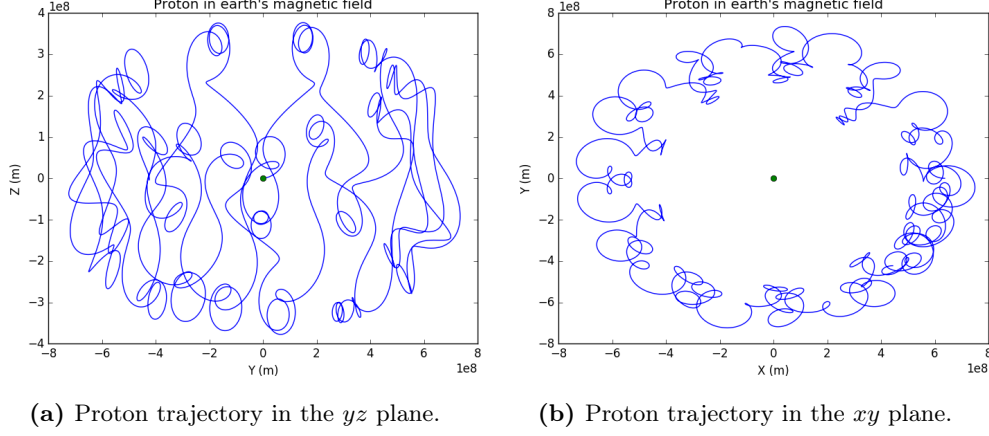 Proton in earth's magnetic field
1e8
4
3
2
1
0
−1
−2
−3
−4
Z (m)
−8 −6 −4 −2 0 2 4 6 8
Y (m)
1e8
(a) Proton trajectory in the yz plane.
Proton in earth's magnetic field
1e8
8
6
4
2
0
−2
−4
−6
−8
Y (m)
−8 −6 −4 −2 0 2 4 6 8
X (m)
1e8
(b) Proton trajectory in the xy plane.